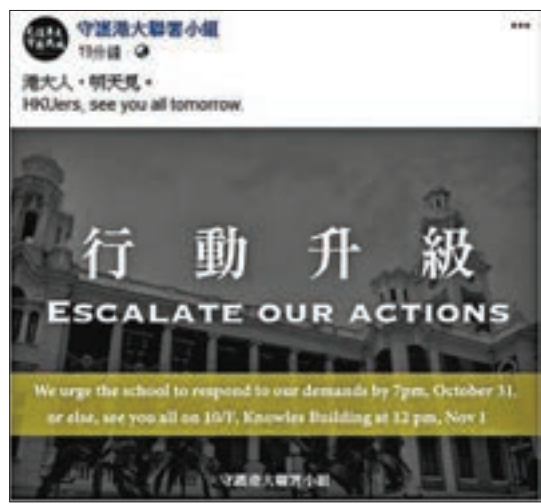 守護港大聯署小組
19分鐘
港大人，明天見。
HKUers, see you all tomorrow.
行動升級
ESCALATE OUR ACTIONS
We urge the school to respond to our demands by 7pm, October 31,
or else, see you all on 10/F, Knowles Building at 12 pm, Nov 1
守護港大聯署小組